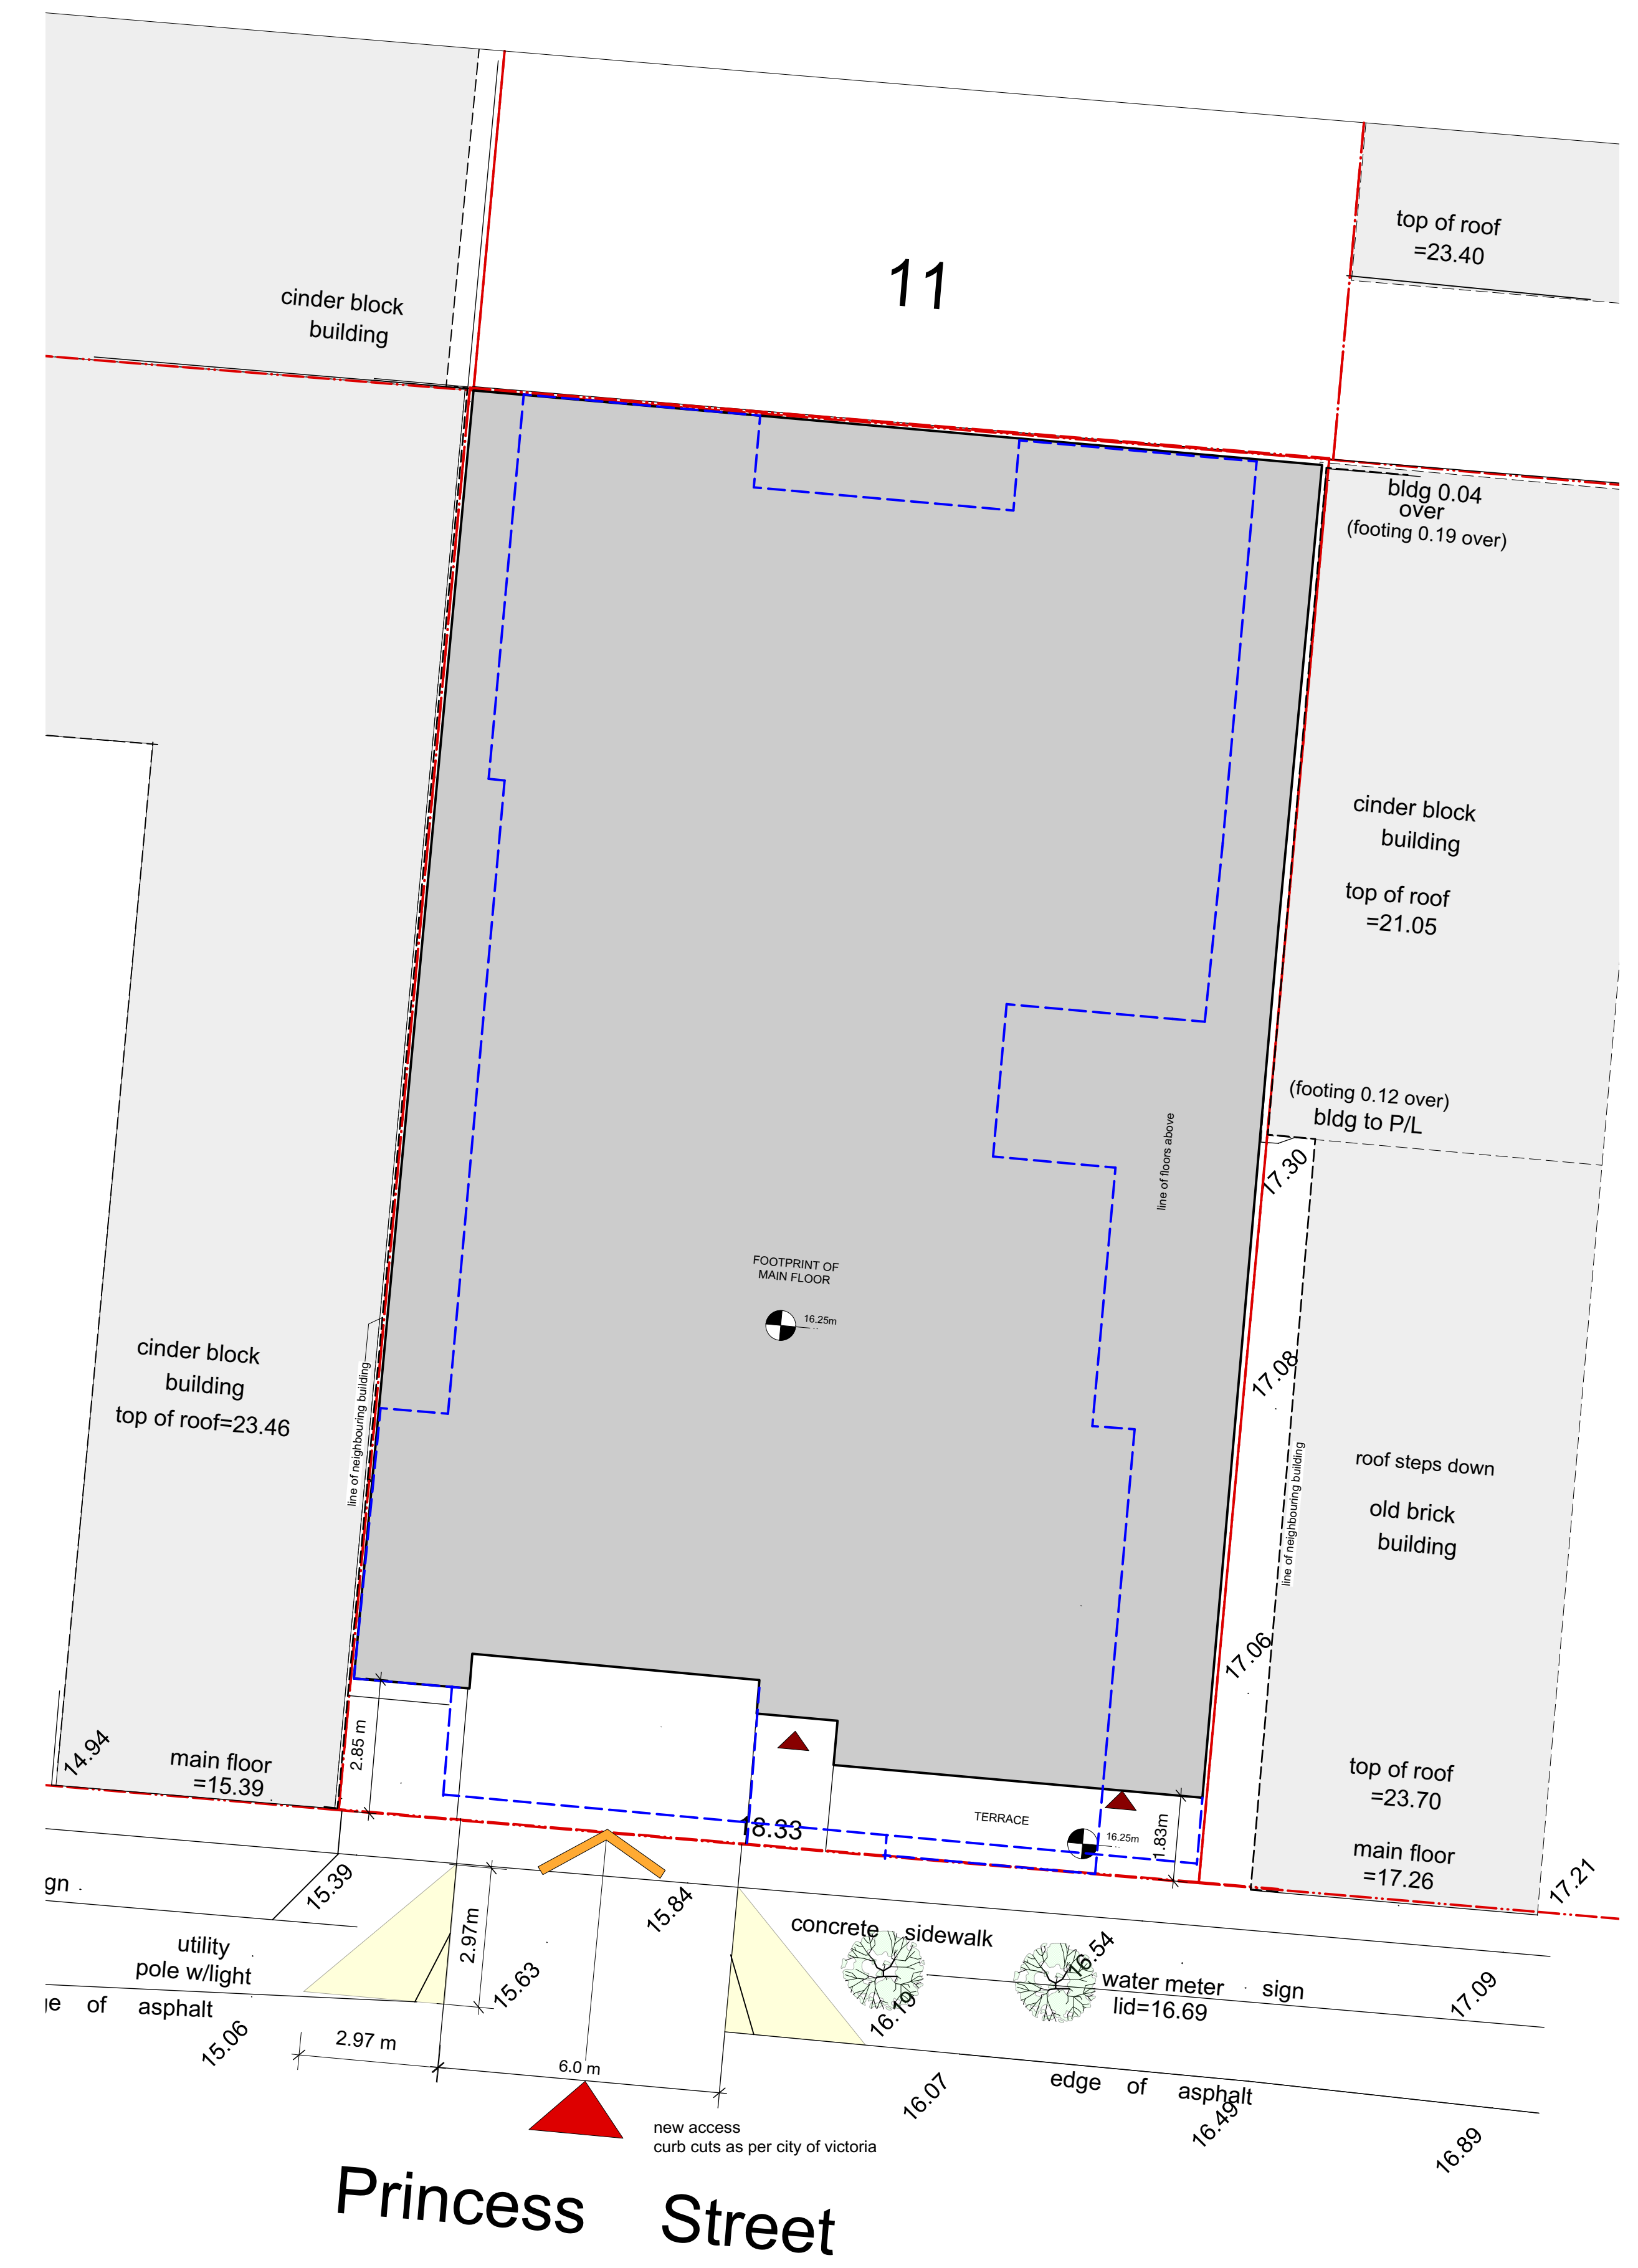 11
top of roof
=23.40
cinder block
building
bldg 0.04
over
(footing 0.19 over)
cinder block
building
top of roof
=21.05
(footing 0.12 over)
bldg to P/L
17.30
line of floors above
FOOTPRINT OF
MAIN FLOOR
16.25m
17.08
cinder block
building
top of roof=23.46
line of neighbouring building
line of neighbouring building
roof steps down
old brick
building
17.06
14.94
main floor
=15.39
2.85 m
18.33
TERRACE
16.25m
1.83m
top of roof
=23.70
main floor
=17.26
17.21
gn
15.39
15.84
concrete sidewalk
utility
pole w/light
2.97m
15.63
16.54
water meter sign
lid=16.69
17.09
ge of asphalt
15.06
2.97 m
6.0 m
16.19
16.07
edge of asphalt
16.49
16.89
new access
curb cuts as per city of victoria
Princess Street